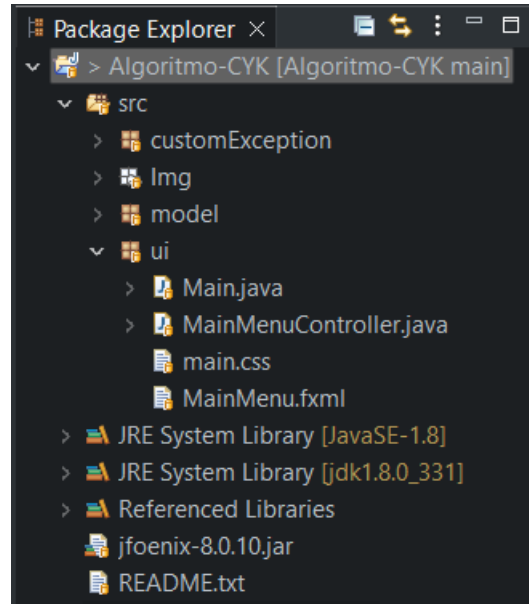 Package Explorer
> Algoritmo-CYK [Algoritmo-CYK main]
src
customException
Img
model
ui
Main.java
MainMenuController.java
main.css
MainMenu.fxml
JRE System Library [JavaSE-1.8]
JRE System Library [jdk1.8.0_331]
Referenced Libraries
jfoenix-8.0.10.jar
README.txt